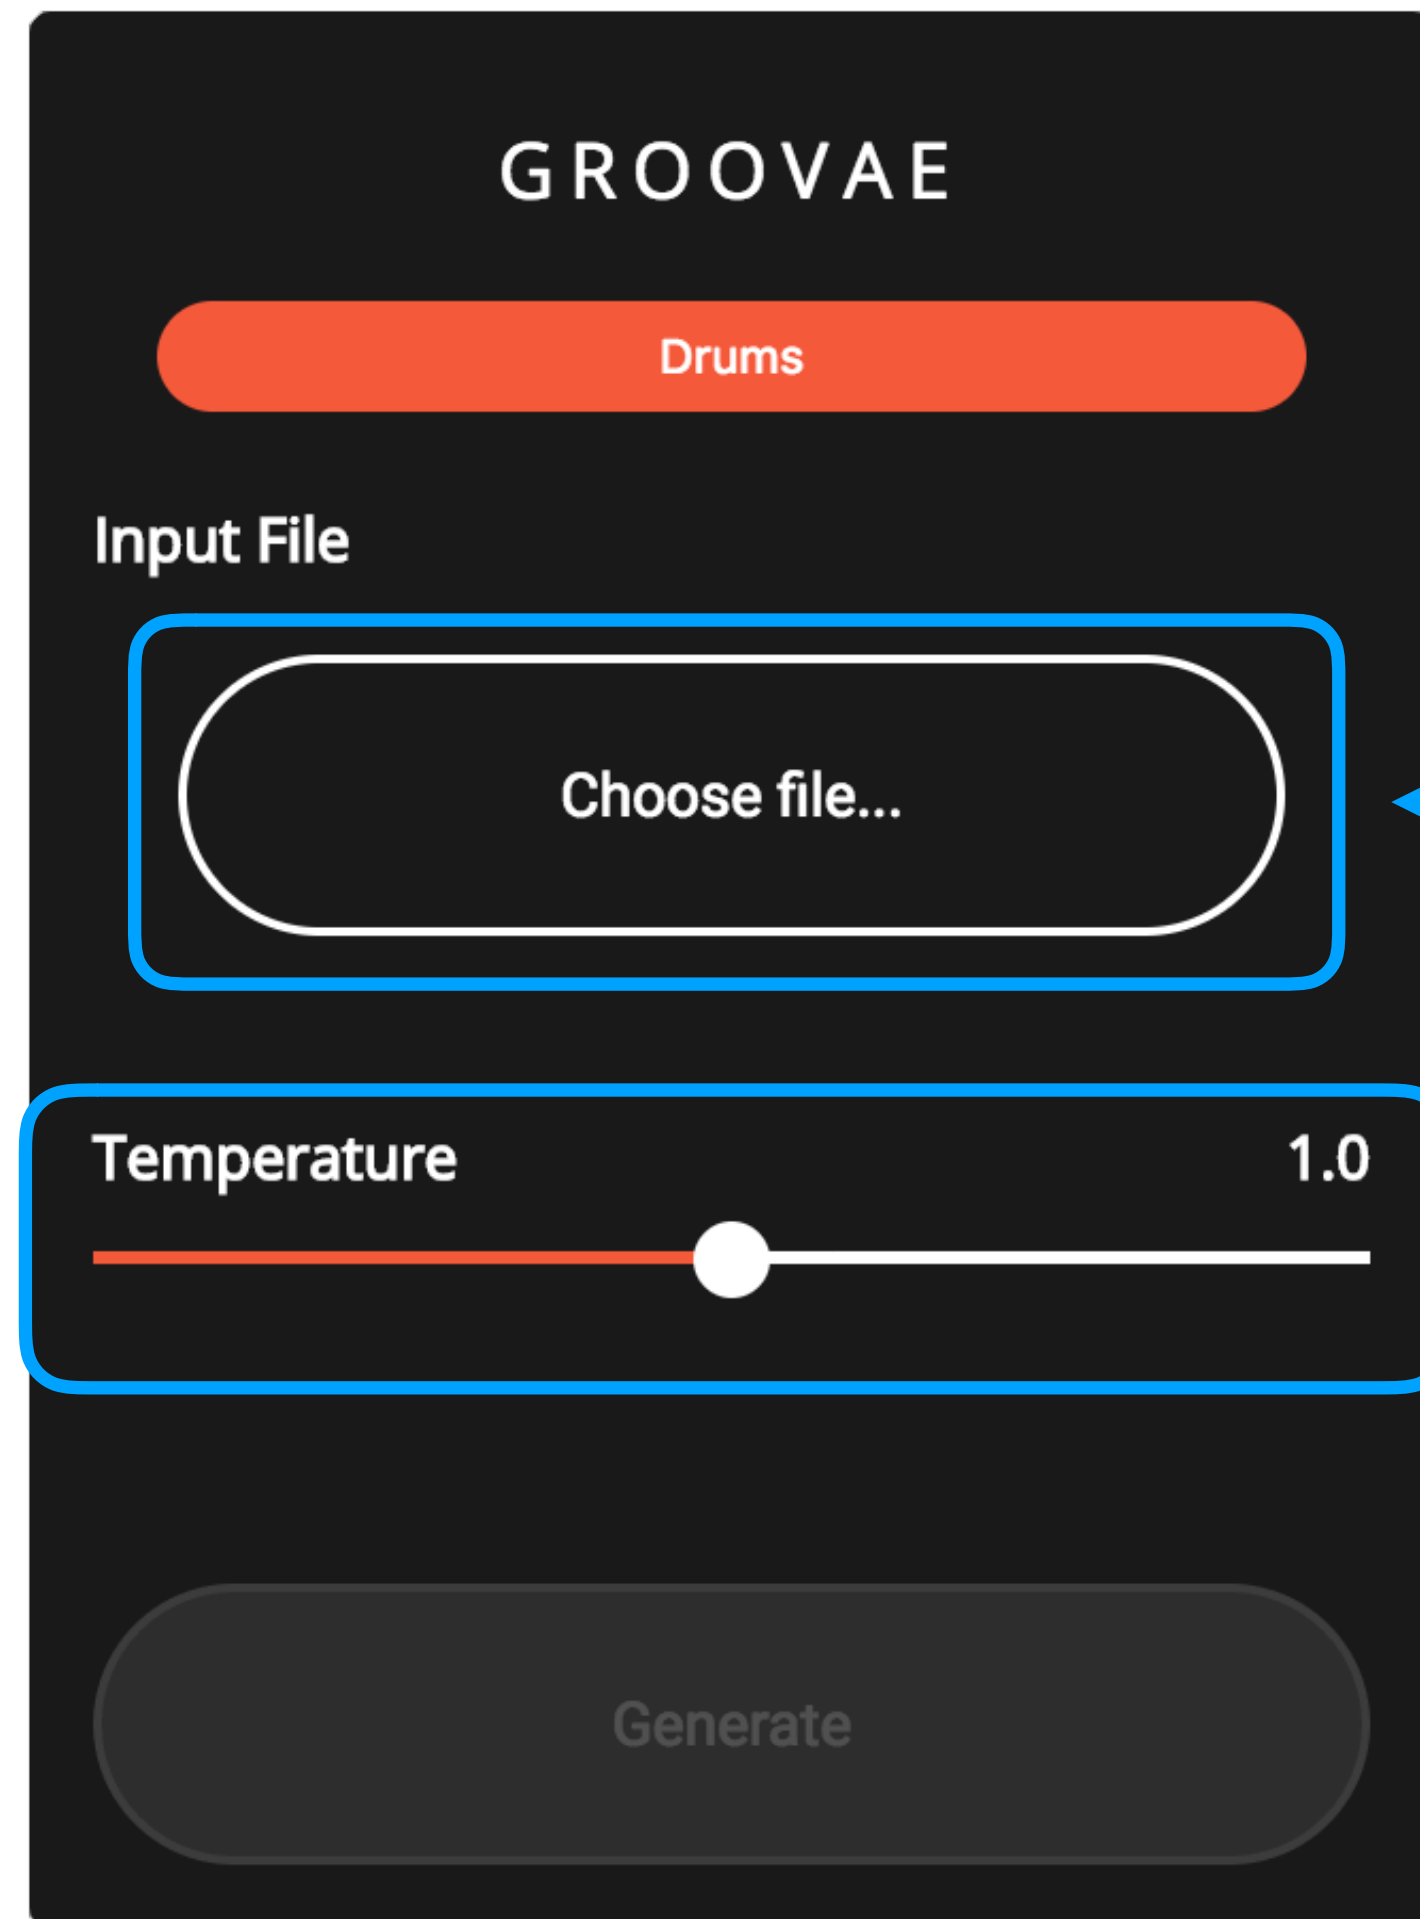 GROOVAE
Drums
Input File
Choose file...
Temperature 1.0
Generate